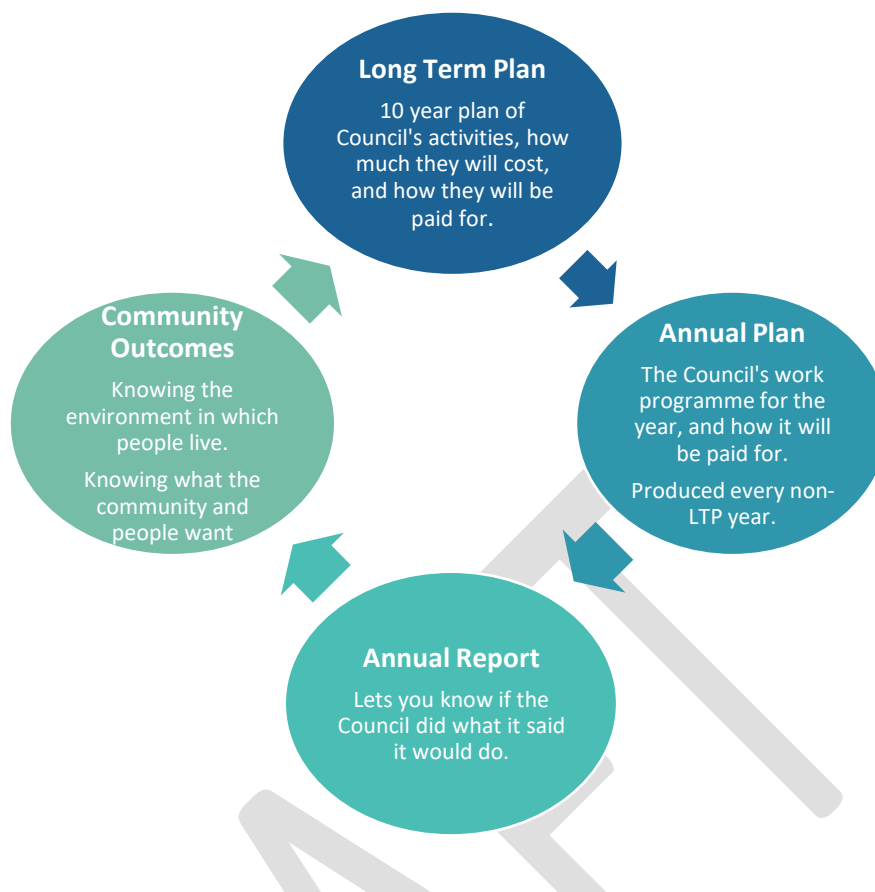 Long Term Plan
10 year plan of
Council's activities, how
much they will cost,
and how they will be
paid for.
Annual Plan
The Council's work
programme for the
year, and how it will
be paid for.
Produced every non-
LTP year.
Annual Report
Lets you know if the
Council did what it said
it would do.
Community
Outcomes
Knowing the
environment in which
people live.
Knowing what the
community and
people want